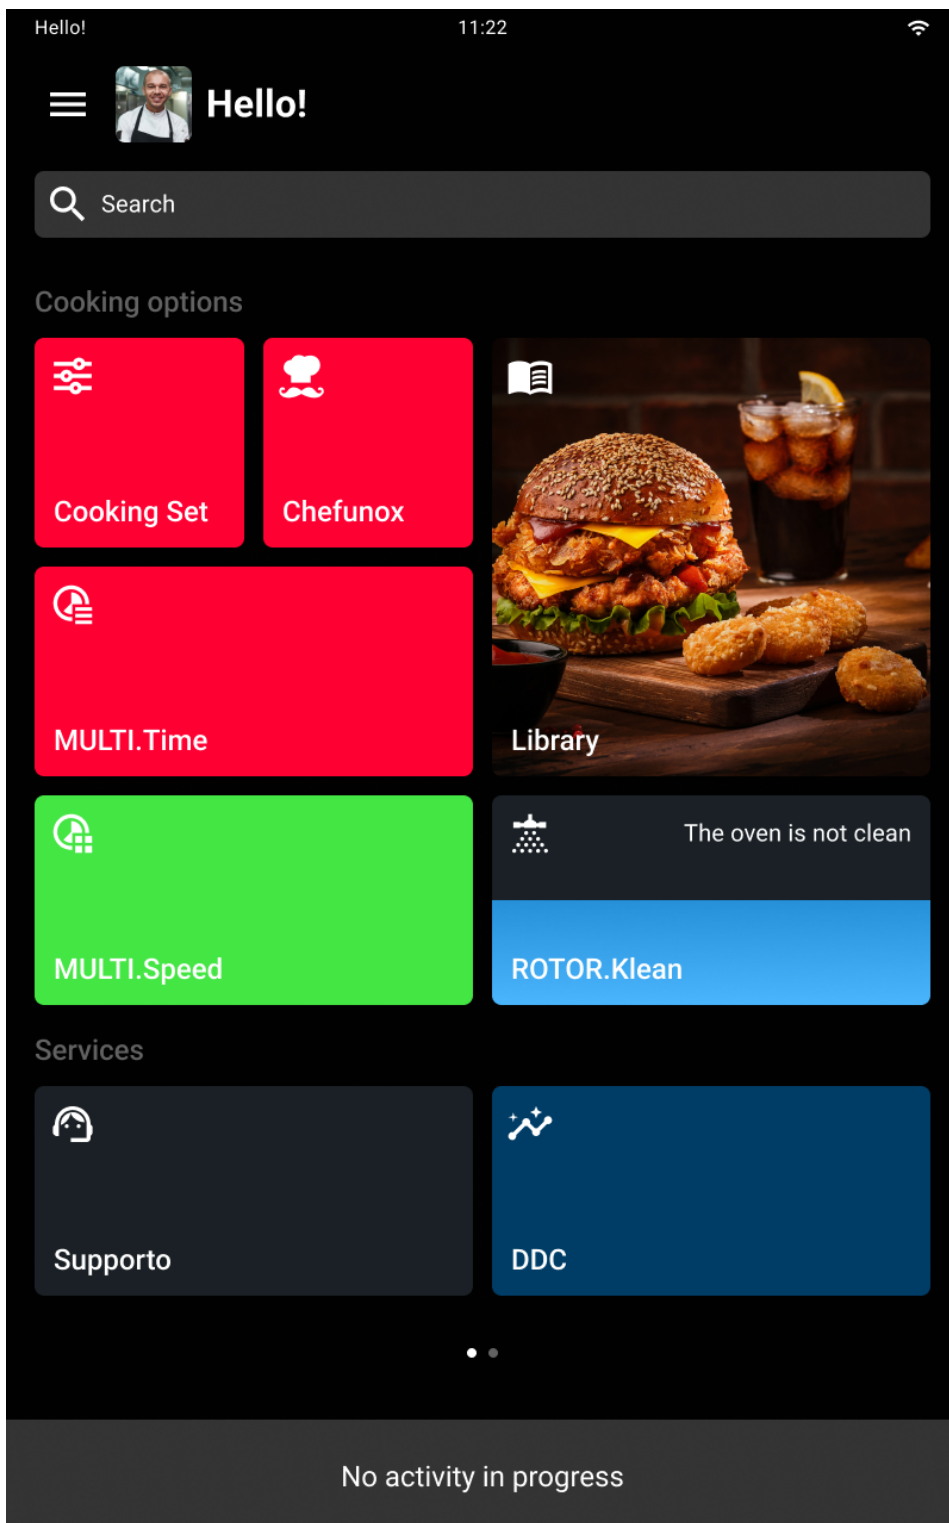 Hello!
11:22
Hello!
Search
Cooking options
Cooking Set
Chefunox
MULTI.Time
Library
MULTI.Speed
The oven is not clean
ROTOR.Klean
Services
Supporto
DDC
No activity in progress